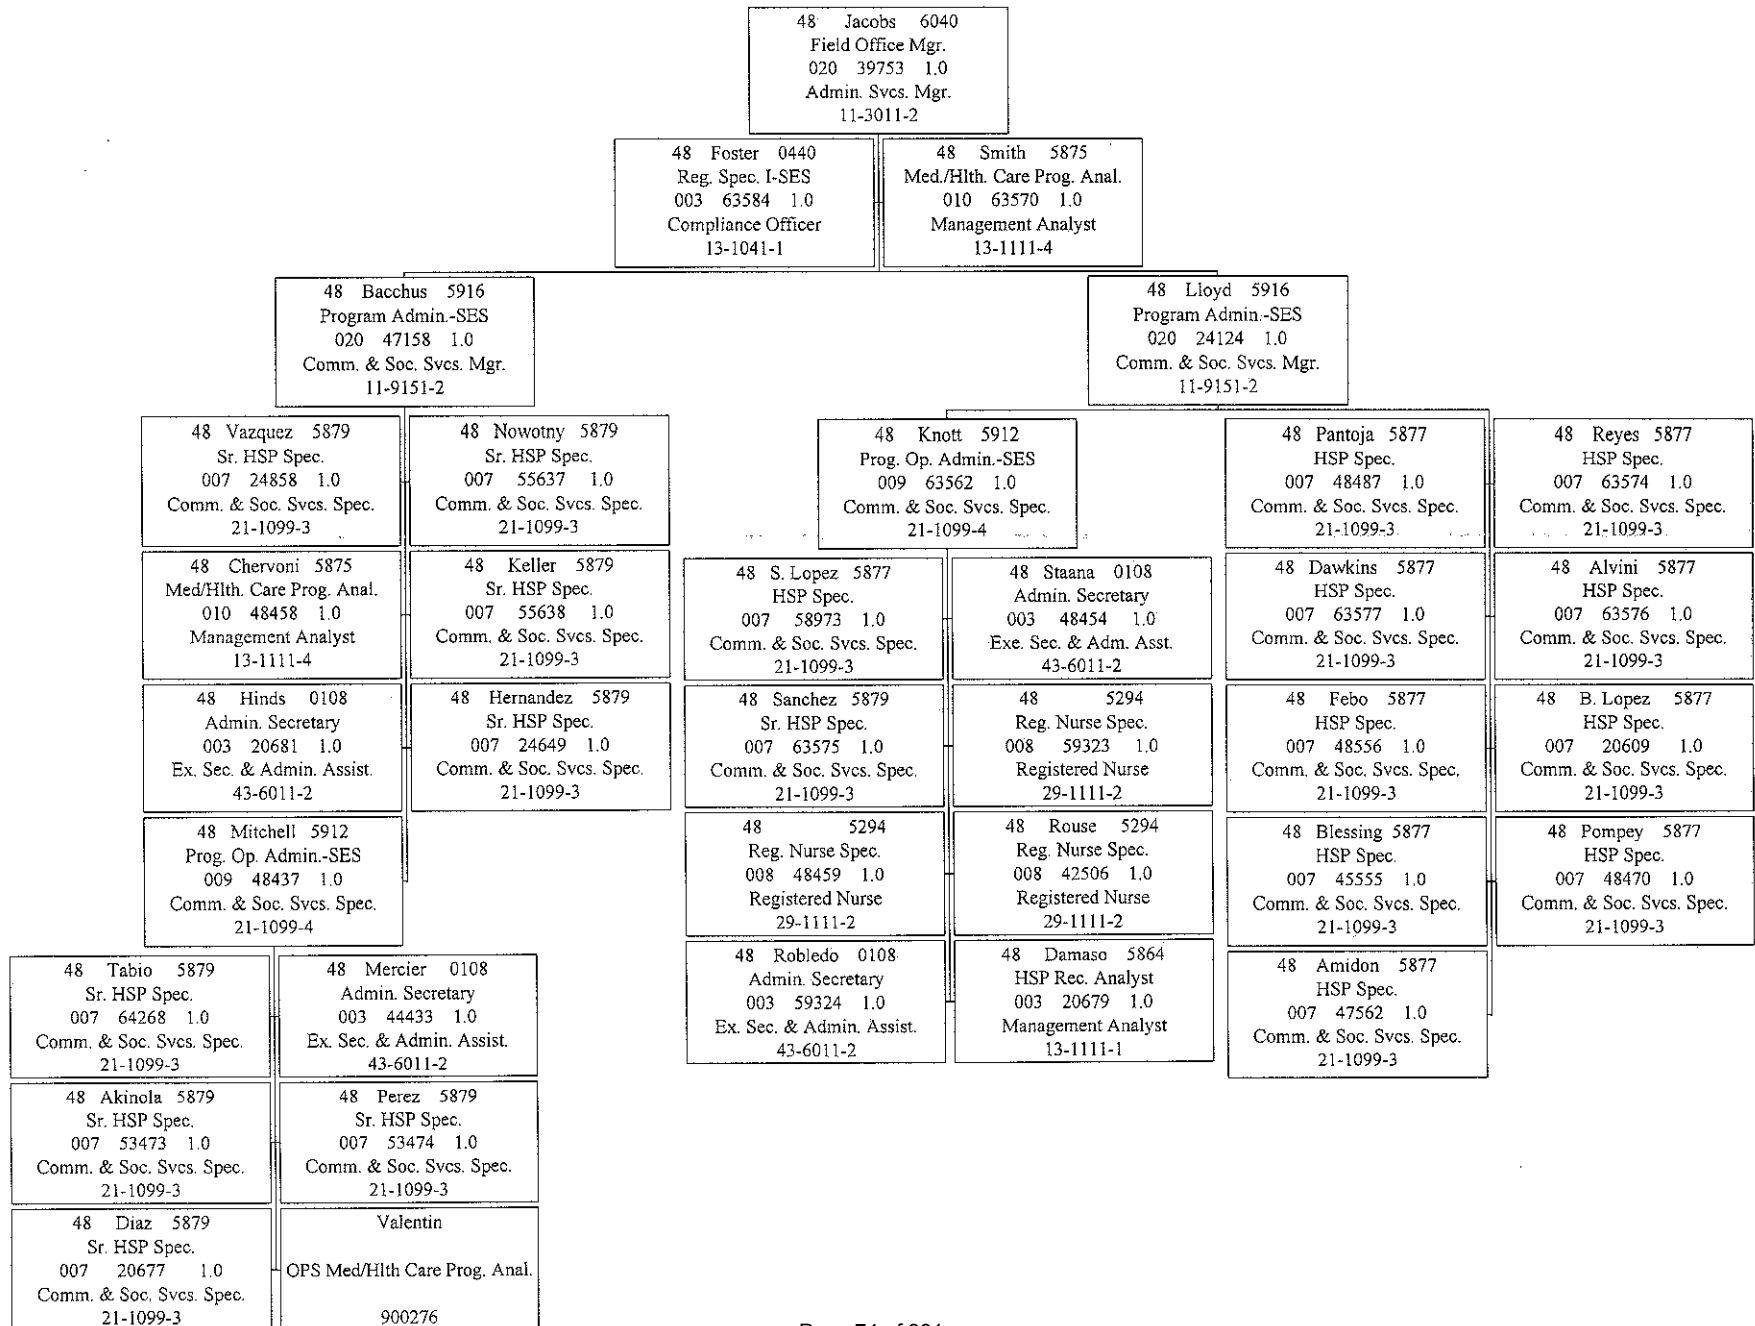 48 Jacobs 6040
Field Office Mgr.
020 39753 1.0
Admin. Svcs. Mgr.
11-3011-2
48 Foster 0440
Reg. Spec. I-SES
003 63584 1.0
Compliance Officer
13-1041-1
48 Smith 5875
Med./Hlth. Care Prog. Anal.
010 63570 1.0
Management Analyst
13-1111-4
48 Bacchus 5916
Program Admin.-SES
020 47158 1.0
Comm. & Soc. Svcs. Mgr.
11-9151-2
48 Lloyd 5916
Program Admin.-SES
020 24124 1.0
Comm. & Soc. Svcs. Mgr.
11-9151-2
48 Vazquez 5879
Sr. HSP Spec.
007 24858 1.0
Comm. & Soc. Svcs. Spec.
21-1099-3
48 Nowotny 5879
Sr. HSP Spec.
007 55637 1.0
Comm. & Soc. Svcs. Spec.
21-1099-3
48 Chervoni 5875
Med/Hlth. Care Prog. Anal.
010 48458 1.0
Management Analyst
13-1111-4
48 Keller 5879
Sr. HSP Spec.
007 55638 1.0
Comm. & Soc. Svcs. Spec.
21-1099-3
48 Hinds 0108
Admin. Secretary
003 20681 1.0
Ex. Sec. & Admin. Assist.
43-6011-2
48 Hernandez 5879
Sr. HSP Spec.
007 24649 1.0
Comm. & Soc. Svcs. Spec.
21-1099-3
48 Mitchell 5912
Prog. Op. Admin.-SES
009 48437 1.0
Comm. & Soc. Svcs. Spec.
21-1099-4
48 Tabio 5879
Sr. HSP Spec.
007 64268 1.0
Comm. & Soc. Svcs. Spec.
21-1099-3
48 Mercier 0108
Admin. Secretary
003 44433 1.0
Ex. Sec. & Admin. Assist.
43-6011-2
48 Akinola 5879
Sr. HSP Spec.
007 53473 1.0
Comm. & Soc. Svcs. Spec.
21-1099-3
48 Perez 5879
Sr. HSP Spec.
007 53474 1.0
Comm. & Soc. Svcs. Spec.
21-1099-3
48 Diaz 5879
Sr. HSP Spec.
007 20677 1.0
Comm. & Soc. Svcs. Spec.
21-1099-3
Valentin
OPS Med/Hlth Care Prog. Anal.
900276
48 Knott 5912
Prog. Op. Admin.-SES
009 63562 1.0
Comm. & Soc. Svcs. Spec.
21-1099-4
48 S. Lopez 5877
HSP Spec.
007 58973 1.0
Comm. & Soc. Svcs. Spec.
21-1099-3
48 Staana 0108
Admin. Secretary
003 48454 1.0
Exe. Sec. & Adm. Asst.
43-6011-2
48 Sanchez 5879
Sr. HSP Spec.
007 63575 1.0
Comm. & Soc. Svcs. Spec.
21-1099-3
48 5294
Reg. Nurse Spec.
008 59323 1.0
Registered Nurse
29-1111-2
48 5294
Reg. Nurse Spec.
008 48459 1.0
Registered Nurse
29-1111-2
48 Rouse 5294
Reg. Nurse Spec.
008 42506 1.0
Registered Nurse
29-1111-2
48 Robledo 0108
Admin. Secretary
003 59324 1.0
Ex. Sec. & Admin. Assist.
43-6011-2
48 Damaso 5864
HSP Rec. Analyst
003 20679 1.0
Management Analyst
13-1111-1
48 Pantoja 5877
HSP Spec.
007 48487 1.0
Comm. & Soc. Svcs. Spec.
21-1099-3
48 Reyes 5877
HSP Spec.
007 63574 1.0
Comm. & Soc. Svcs. Spec.
21-1099-3
48 Dawkins 5877
HSP Spec.
007 63577 1.0
Comm. & Soc. Svcs. Spec.
21-1099-3
48 Alvini 5877
HSP Spec.
007 63576 1.0
Comm. & Soc. Svcs. Spec.
21-1099-3
48 Febo 5877
HSP Spec.
007 48556 1.0
Comm. & Soc. Svcs. Spec.
21-1099-3
48 B. Lopez 5877
HSP Spec.
007 20609 1.0
Comm. & Soc. Svcs. Spec.
21-1099-3
48 Blessing 5877
HSP Spec.
007 45555 1.0
Comm. & Soc. Svcs. Spec.
21-1099-3
48 Pompey 5877
HSP Spec.
007 48470 1.0
Comm. & Soc. Svcs. Spec.
21-1099-3
48 Amidon 5877
HSP Spec.
007 47562 1.0
Comm. & Soc. Svcs. Spec.
21-1099-3